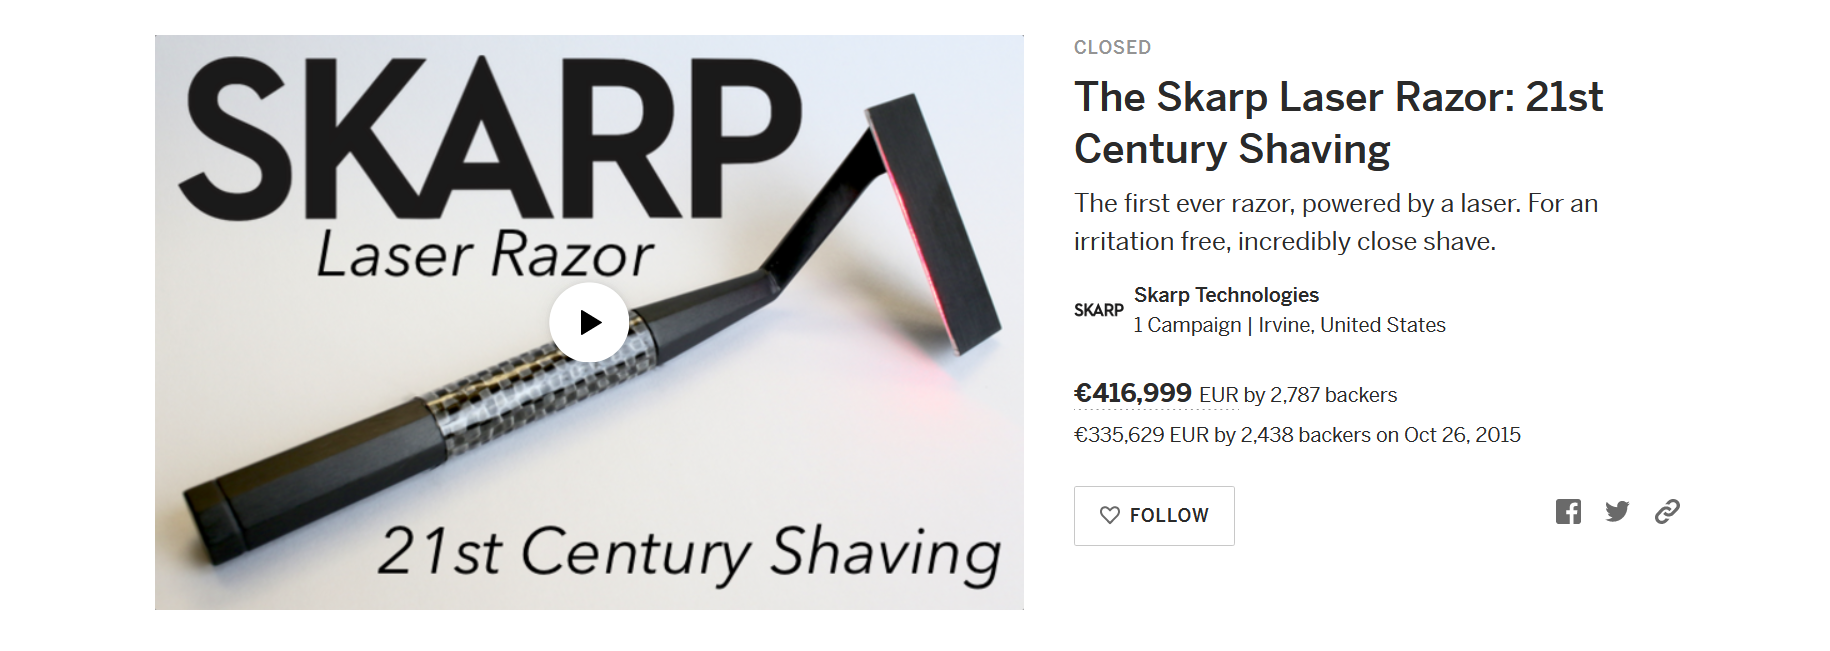 SKARP
Laser Razor
21st Century Shaving
CLOSED
The Skarp Laser Razor: 21st
Century Shaving
The first ever razor, powered by a laser. For an
irritation free, incredibly close shave.
SKARP
Skarp Technologies
1 Campaign | Irvine, United States
€416,999 EUR by 2,787 backers
€335,629 EUR by 2,438 backers on Oct 26, 2015
FOLLOW